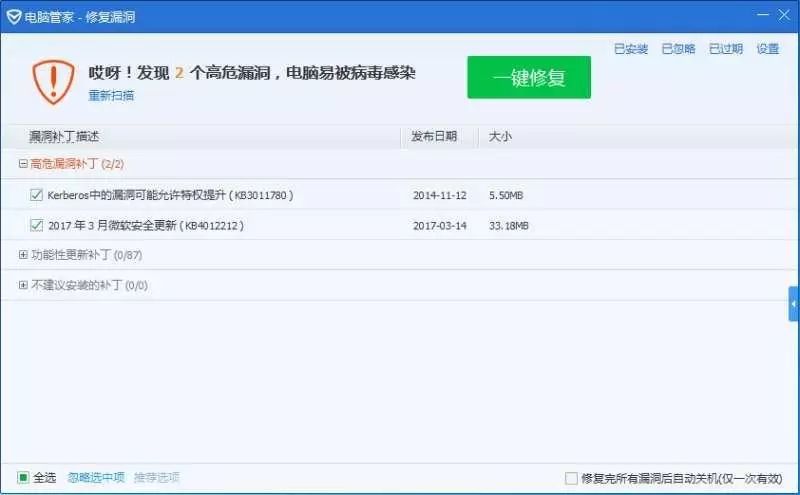 电脑管家 - 修复漏洞
已安装 已忽略 已过期 设置
哎呀！发现 2 个高危漏洞，电脑易被病毒感染
重新扫描
一键修复
漏洞补丁描述 发布日期 大小
高危漏洞补丁 (2/2)
Kerberos中的漏洞可能允许特权提升 ( KB3011780 ) 2014-11-12 5.50MB
2017 年 3 月微软安全更新 ( KB4012212 ) 2017-03-14 33.18MB
功能性更新补丁 (0/87)
不建议安装的补丁 (0/0)
全选 忽略选中项 推荐选项 修复完所有漏洞后自动关机(仅一次有效)